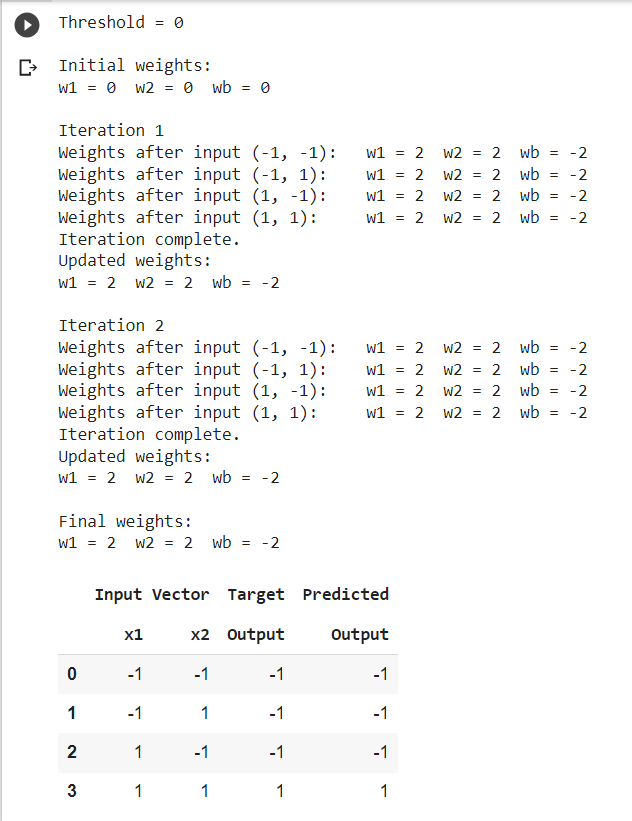 Threshold = 0
Initial weights:
w1 = 0  w2 = 0  wb = 0
Iteration 1
Weights after input (-1, -1):   w1 = 2  w2 = 2  wb = -2
Weights after input (-1, 1):    w1 = 2  w2 = 2  wb = -2
Weights after input (1, -1):    w1 = 2  w2 = 2  wb = -2
Weights after input (1, 1):     w1 = 2  w2 = 2  wb = -2
Iteration complete.
Updated weights:
w1 = 2  w2 = 2  wb = -2
Iteration 2
Weights after input (-1, -1):   w1 = 2  w2 = 2  wb = -2
Weights after input (-1, 1):    w1 = 2  w2 = 2  wb = -2
Weights after input (1, -1):    w1 = 2  w2 = 2  wb = -2
Weights after input (1, 1):     w1 = 2  w2 = 2  wb = -2
Iteration complete.
Updated weights:
w1 = 2  w2 = 2  wb = -2
Final weights:
w1 = 2  w2 = 2  wb = -2
Input Vector  Target  Predicted
x1  x2  Output  Output
0  -1  -1  -1  -1
1  -1  1  -1  -1
2  1  -1  -1  -1
3  1  1  1  1